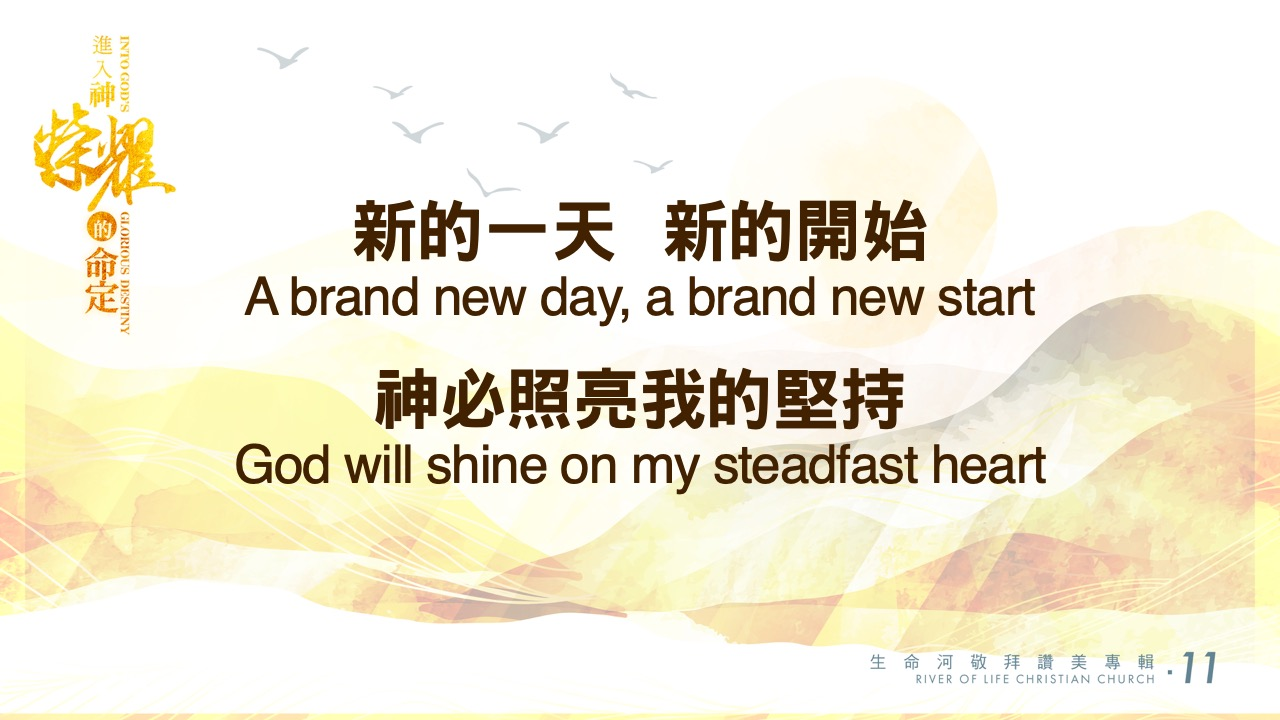 進入神
榮耀
的
命定
INTO GOD'S
GLORIOUS DESTINY
新的一天 新的開始
A brand new day, a brand new start
神必照亮我的堅持
God will shine on my steadfast heart
生命河敬拜讚美專輯
RIVER OF LIFE CHRISTIAN CHURCH
·11